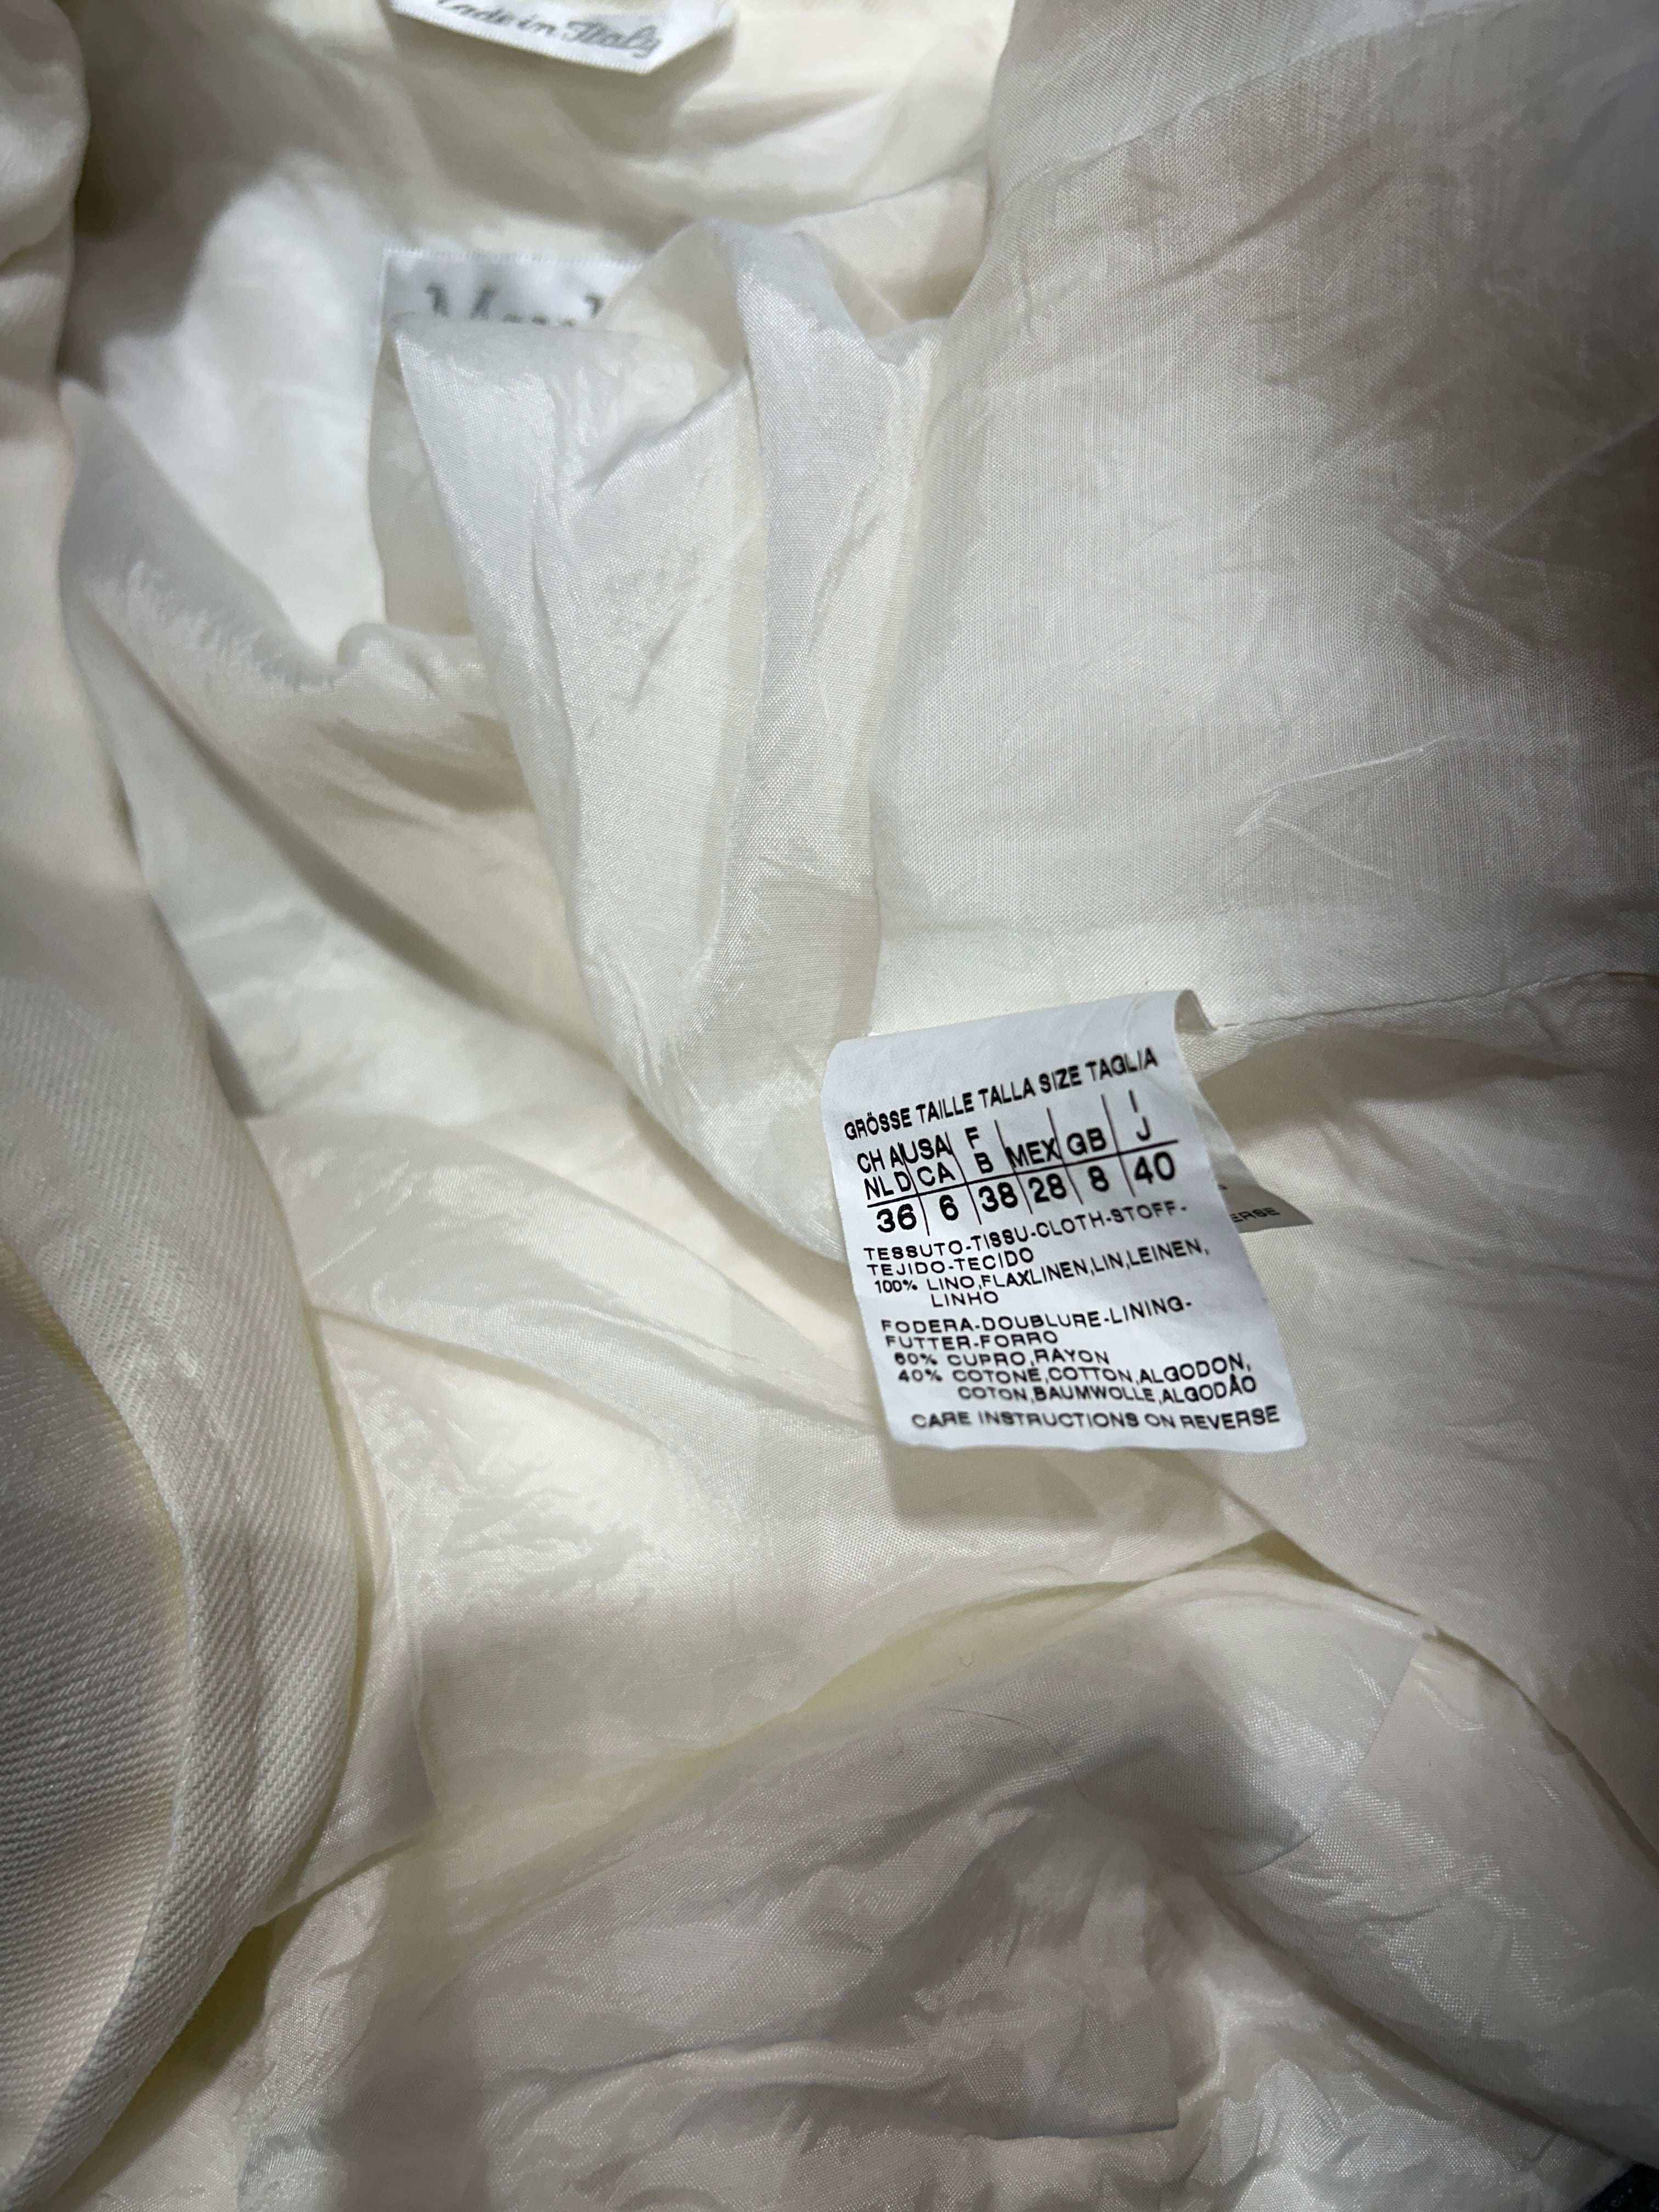 Made in Italy
GRÖSSE TAILLE TALLA SIZE TAGLIA
CH A USA F MEX GB I
NL D CA B J
36 6 38 28 8 40
TESSUTO-TISSU-CLOTH-STOFF-
TEJIDO-TECIDO
100% LINO,FLAXLINEN,LIN,LEINEN,
LINHO
FODERA-DOUBLURE-LINING-
FUTTER-FORRO
60% CUPRO,RAYON
40% COTONE,COTTON,ALGODON,
COTON,BAUMWOLLE,ALGODÃO
CARE INSTRUCTIONS ON REVERSE
ERSE